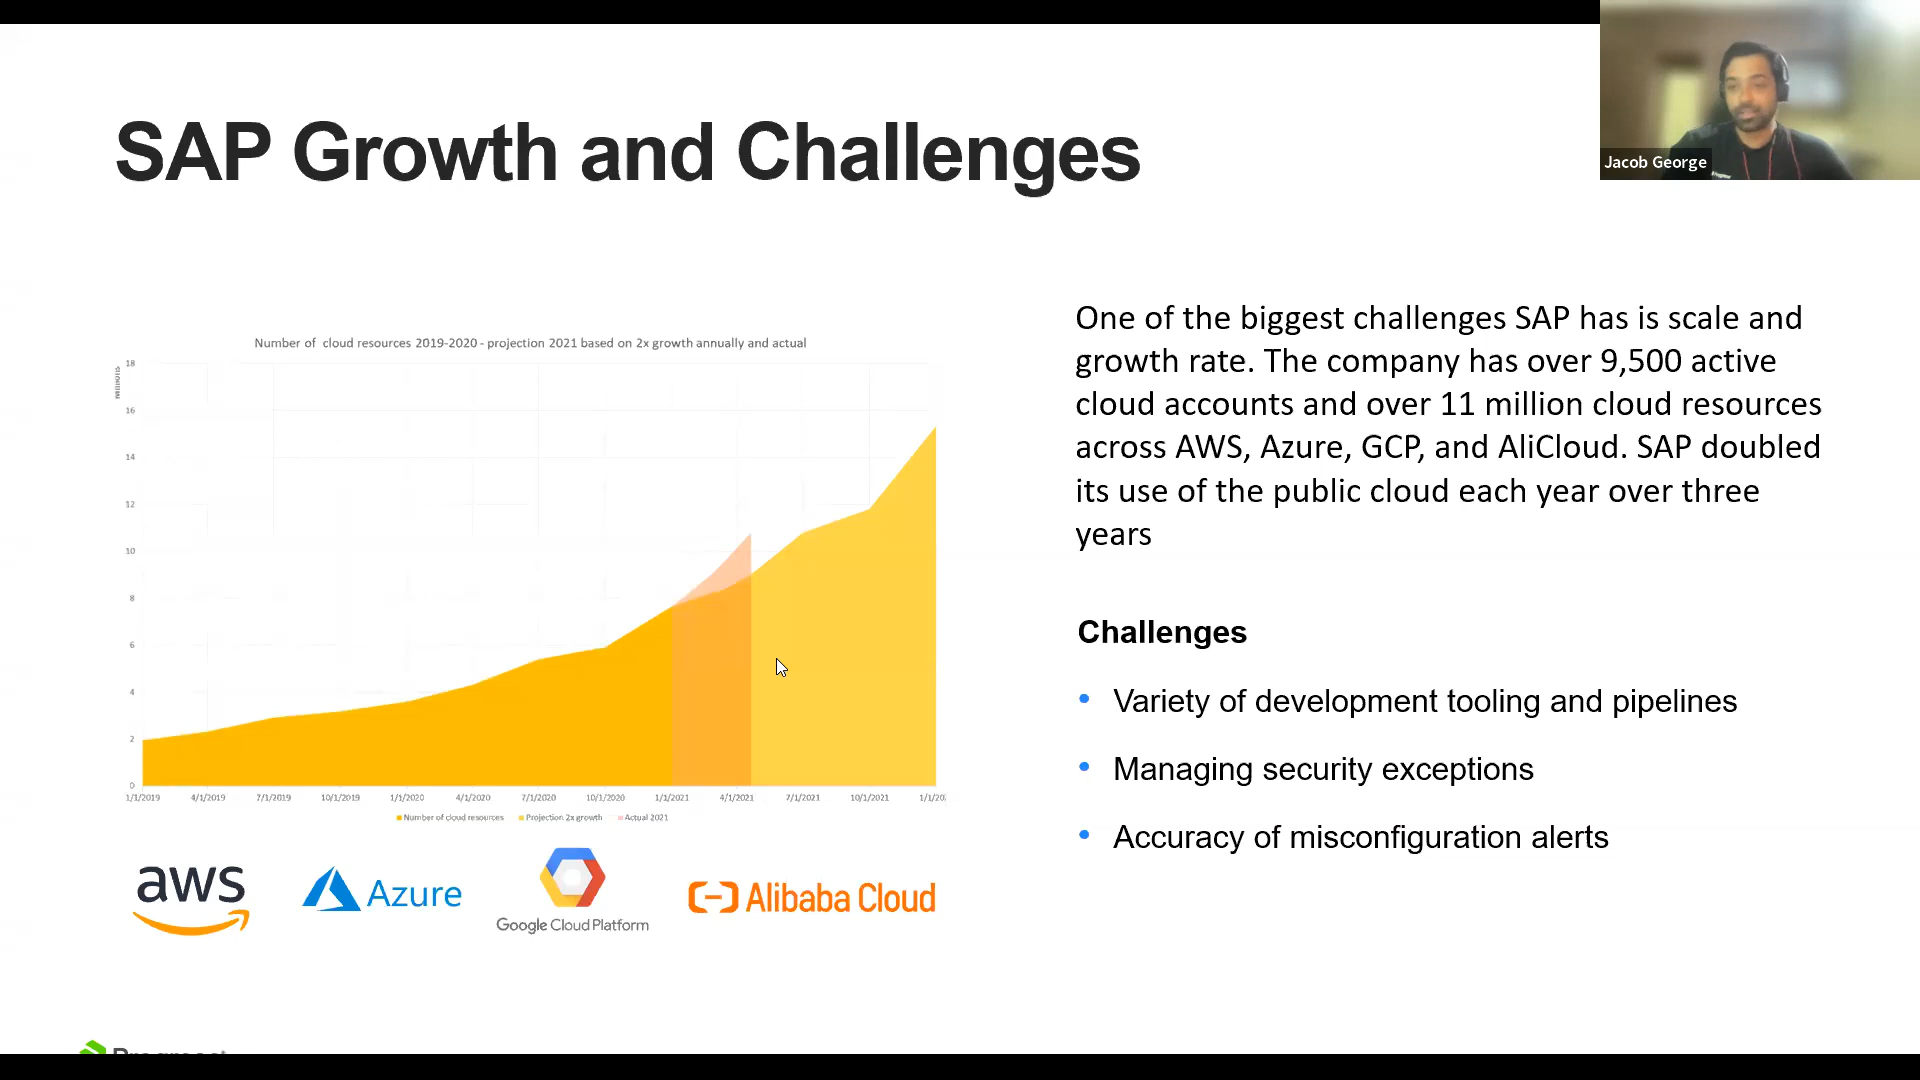 SAP Growth and Challenges
Jacob George
Number of cloud resources 2019-2020 - projection 2021 based on 2x growth annually and actual
Millions
18
16
14
12
10
8
6
4
2
0
1/1/2019 4/1/2019 7/1/2019 10/1/2019 1/1/2020 4/1/2020 7/1/2020 10/1/2020 1/1/2021 4/1/2021 7/1/2021 10/1/2021 1/1/20
Number of cloud resources Projection 2x growth Actual 2021
aws
Azure
Google Cloud Platform
Alibaba Cloud
One of the biggest challenges SAP has is scale and
growth rate. The company has over 9,500 active
cloud accounts and over 11 million cloud resources
across AWS, Azure, GCP, and AliCloud. SAP doubled
its use of the public cloud each year over three
years
Challenges
• Variety of development tooling and pipelines
• Managing security exceptions
• Accuracy of misconfiguration alerts
Progress